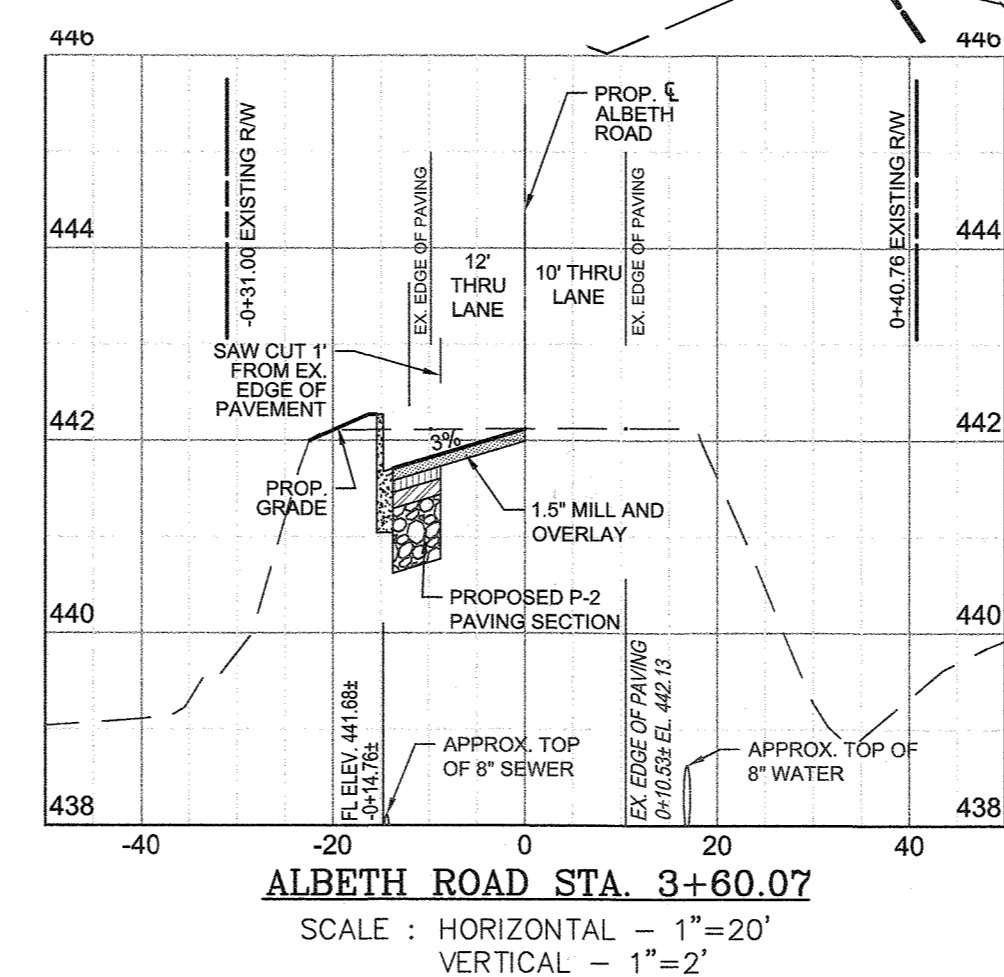 446
446
PROP. ℄
ALBETH
ROAD
-0+31.00 EXISTING R/W
EX. EDGE OF PAVING
EX. EDGE OF PAVING
0+40.76 EXISTING R/W
444
444
12'
THRU
LANE
10' THRU
LANE
SAW CUT 1'
FROM EX.
EDGE OF
PAVEMENT
442
442
3%
PROP.
GRADE
1.5" MILL AND
OVERLAY
PROPOSED P-2
PAVING SECTION
440
440
FL ELEV. 441.68±
-0+14.76±
APPROX. TOP
OF 8" SEWER
EX. EDGE OF PAVING
0+10.53± EL. 442.13
APPROX. TOP OF
8" WATER
438
438
-40
-20
0
20
40
ALBETH ROAD STA. 3+60.07
SCALE : HORIZONTAL – 1"=20'
VERTICAL – 1"=2'